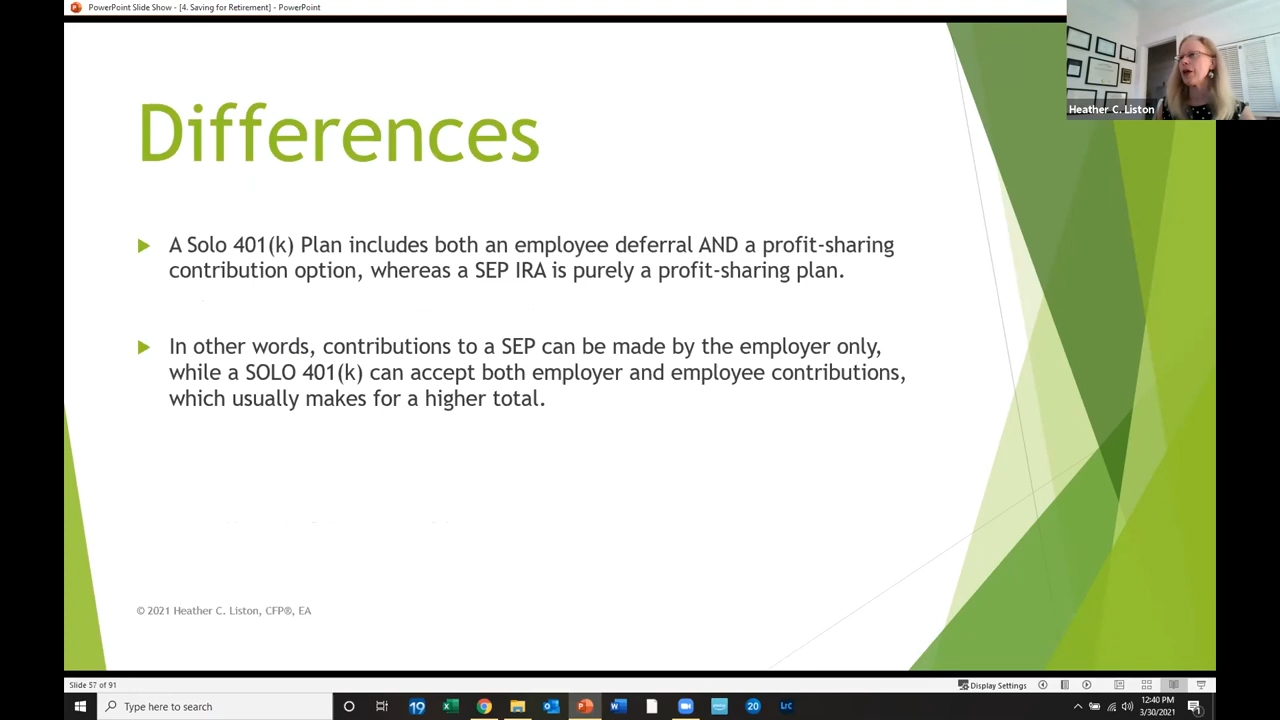 PowerPoint Slide Show - [4. Saving for Retirement] - PowerPoint
Heather C. Liston
Differences
A Solo 401(k) Plan includes both an employee deferral AND a profit-sharing
contribution option, whereas a SEP IRA is purely a profit-sharing plan.
In other words, contributions to a SEP can be made by the employer only,
while a SOLO 401(k) can accept both employer and employee contributions,
which usually makes for a higher total.
© 2021 Heather C. Liston, CFP®, EA
Slide 57 of 91
Display Settings
Type here to search
19
20
Lrc
12:40 PM
3/30/2021